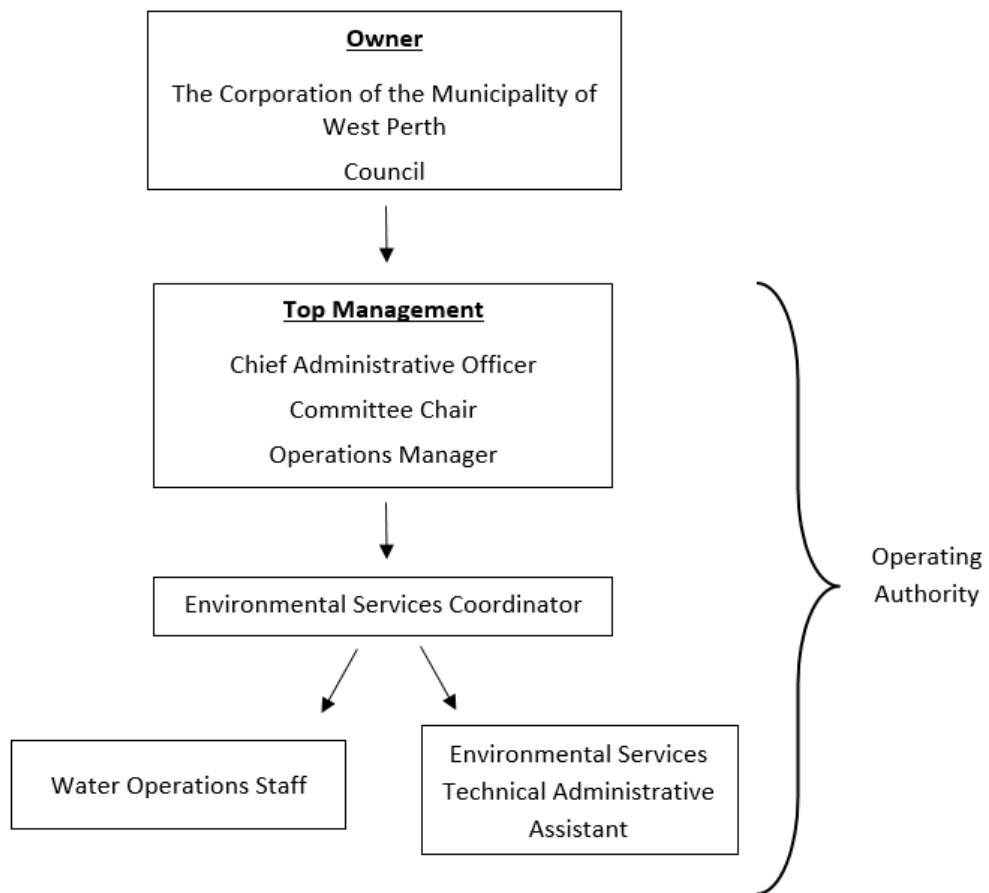 Owner
The Corporation of the Municipality of
West Perth
Council
Top Management
Chief Administrative Officer
Committee Chair
Operations Manager
Environmental Services Coordinator
Water Operations Staff
Environmental Services
Technical Administrative
Assistant
Operating
Authority